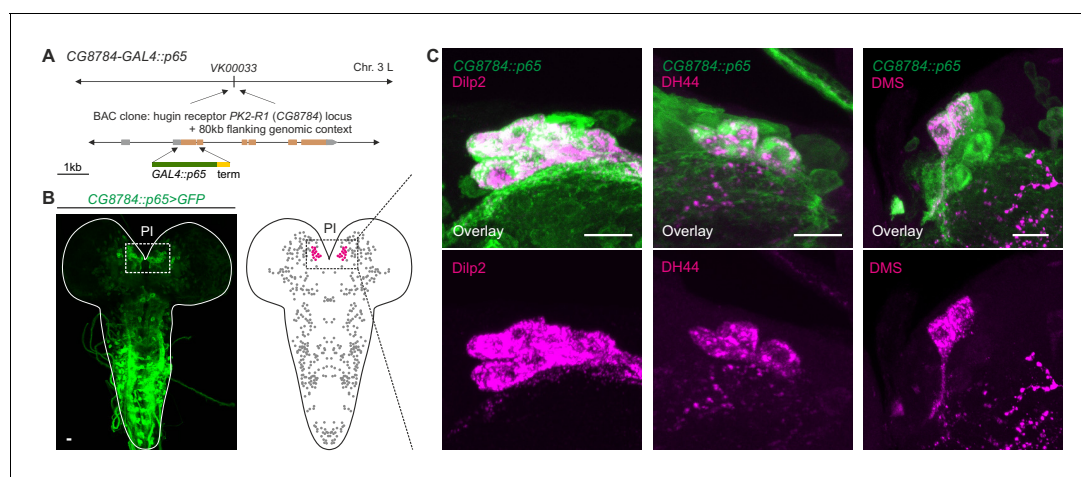 A
CG8784-GAL4::p65
VK00033
Chr. 3 L
BAC clone: hugin receptor PK2-R1 (CG8784) locus
+ 80kb flanking genomic context
1kb
GAL4::p65
term
B
CG8784::p65>GFP
PI
PI
C
CG8784::p65
Dilp2
Overlay
CG8784::p65
DH44
Overlay
CG8784::p65
DMS
Overlay
Dilp2
DH44
DMS